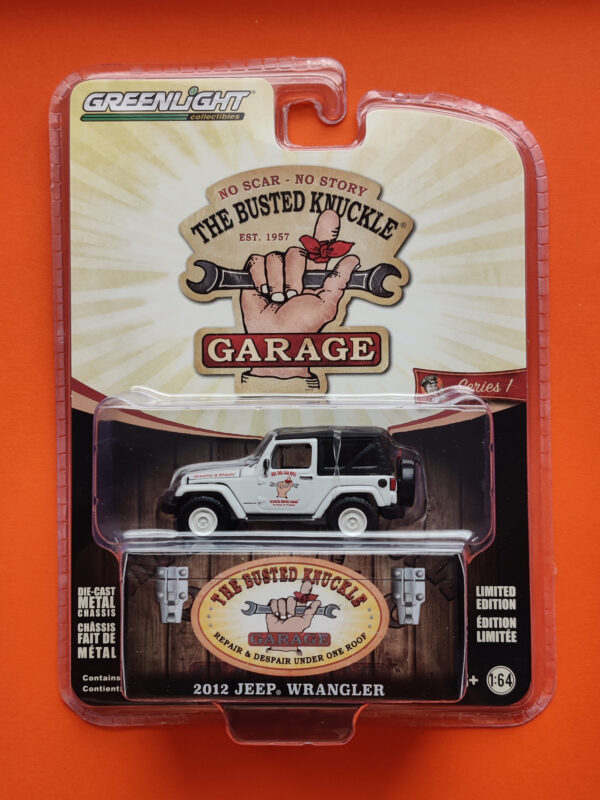 GREENLIGHT®
collectibles
NO SCAR - NO STORY
THE BUSTED KNUCKLE®
EST. 1957
GARAGE
Series 1
THE BUSTED KNUCKLE
GARAGE
REPAIR & DESPAIR UNDER ONE ROOF
DIE-CAST
METAL
CHASSIS
CHÂSSIS
FAIT DE
MÉTAL
LIMITED
EDITION
ÉDITION
LIMITÉE
Contains
Content
2012 JEEP® WRANGLER
+ 1:64